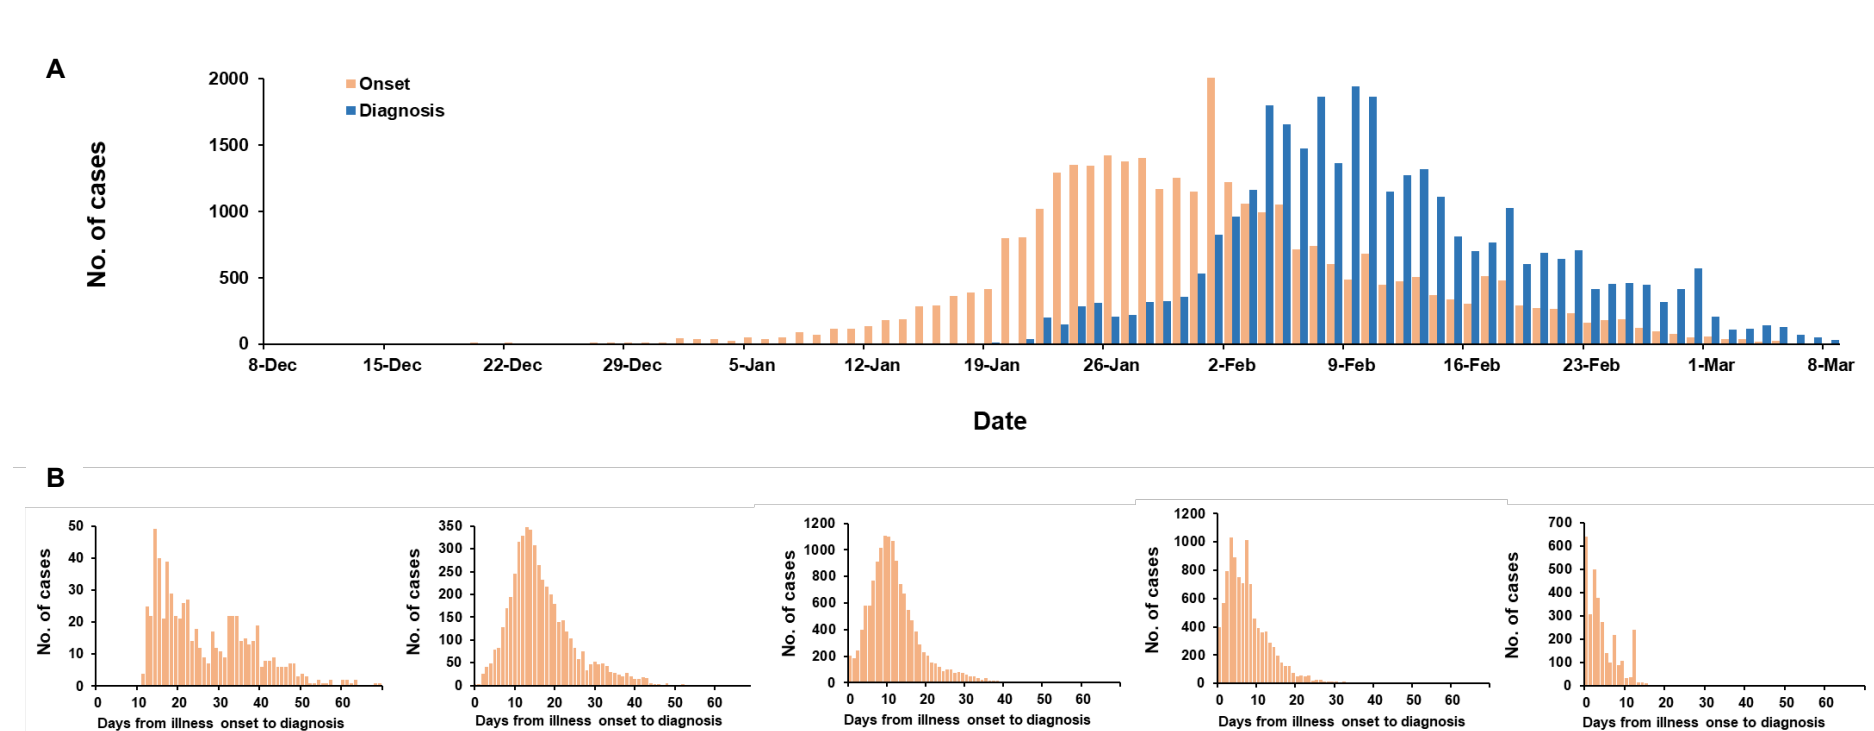 A
2000
1500
1000
500
0
No. of cases
Onset
Diagnosis
8-Dec 15-Dec 22-Dec 29-Dec 5-Jan 12-Jan 19-Jan 26-Jan 2-Feb 9-Feb 16-Feb 23-Feb 1-Mar 8-Mar
Date
B
50
40
30
20
10
0
No. of cases
0 10 20 30 40 50 60
Days from illness onset to diagnosis
350
300
250
200
150
100
50
0
No. of cases
0 10 20 30 40 50 60
Days from illness onset to diagnosis
1200
1000
800
600
400
200
0
No. of cases
0 10 20 30 40 50 60
Days from illness onset to diagnosis
1200
1000
800
600
400
200
0
No. of cases
0 10 20 30 40 50 60
Days from illness onset to diagnosis
700
600
500
400
300
200
100
0
No. of cases
0 10 20 30 40 50 60
Days from illness onse to diagnosis